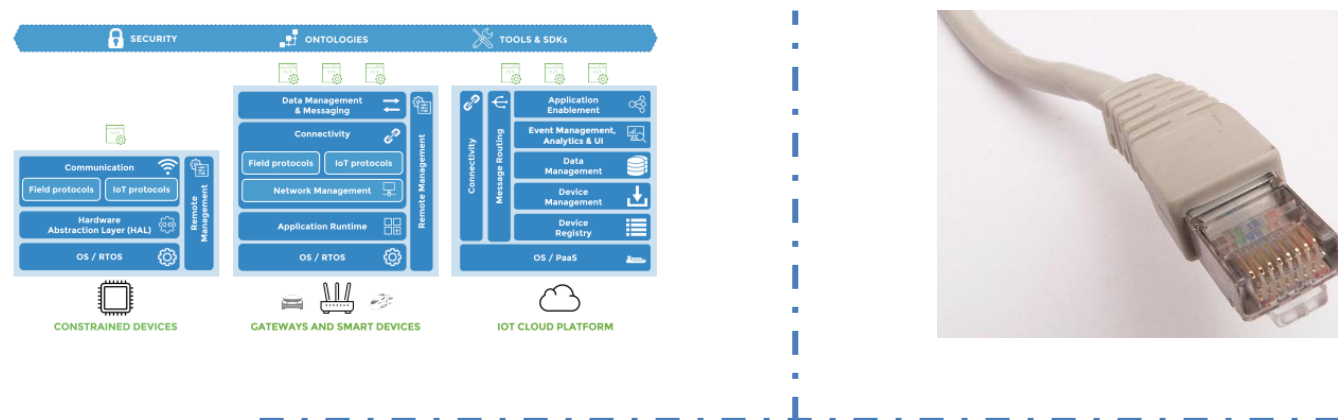 SECURITY
ONTOLOGIES
TOOLS & SDKs
Communication
Field protocols
IoT protocols
Hardware
Abstraction Layer (HAL)
OS / RTOS
Remote
Management
CONSTRAINED DEVICES
Data Management
& Messaging
Connectivity
Field protocols
IoT protocols
Network Management
Application Runtime
OS / RTOS
Remote Management
GATEWAYS AND SMART DEVICES
Connectivity
Message Routing
Application
Enablement
Event Management,
Analytics & UI
Data
Management
Device
Management
Device
Registry
OS / PaaS
IOT CLOUD PLATFORM